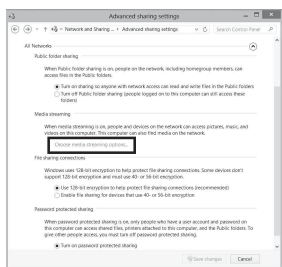 Advanced sharing settings
« Network and Sharing ... › Advanced sharing settings
Search Control Panel
All Networks
Public folder sharing
When Public folder sharing is on, people on the network, including homegroup members, can
access files in the Public folders.
Turn on sharing so anyone with network access can read and write files in the Public folders
Turn off Public folder sharing (people logged on to this computer can still access these
folders)
Media streaming
When media streaming is on, people and devices on the network can access pictures, music, and
videos on this computer. This computer can also find media on the network.
Choose media streaming options...
File sharing connections
Windows uses 128-bit encryption to help protect file sharing connections. Some devices don't
support 128-bit encryption and must use 40- or 56-bit encryption.
Use 128-bit encryption to help protect file sharing connections (recommended)
Enable file sharing for devices that use 40- or 56-bit encryption
Password protected sharing
When password protected sharing is on, only people who have a user account and password on
this computer can access shared files, printers attached to this computer, and the Public folders. To
give other people access, you must turn off password protected sharing.
Turn on password protected sharing
Save changes
Cancel